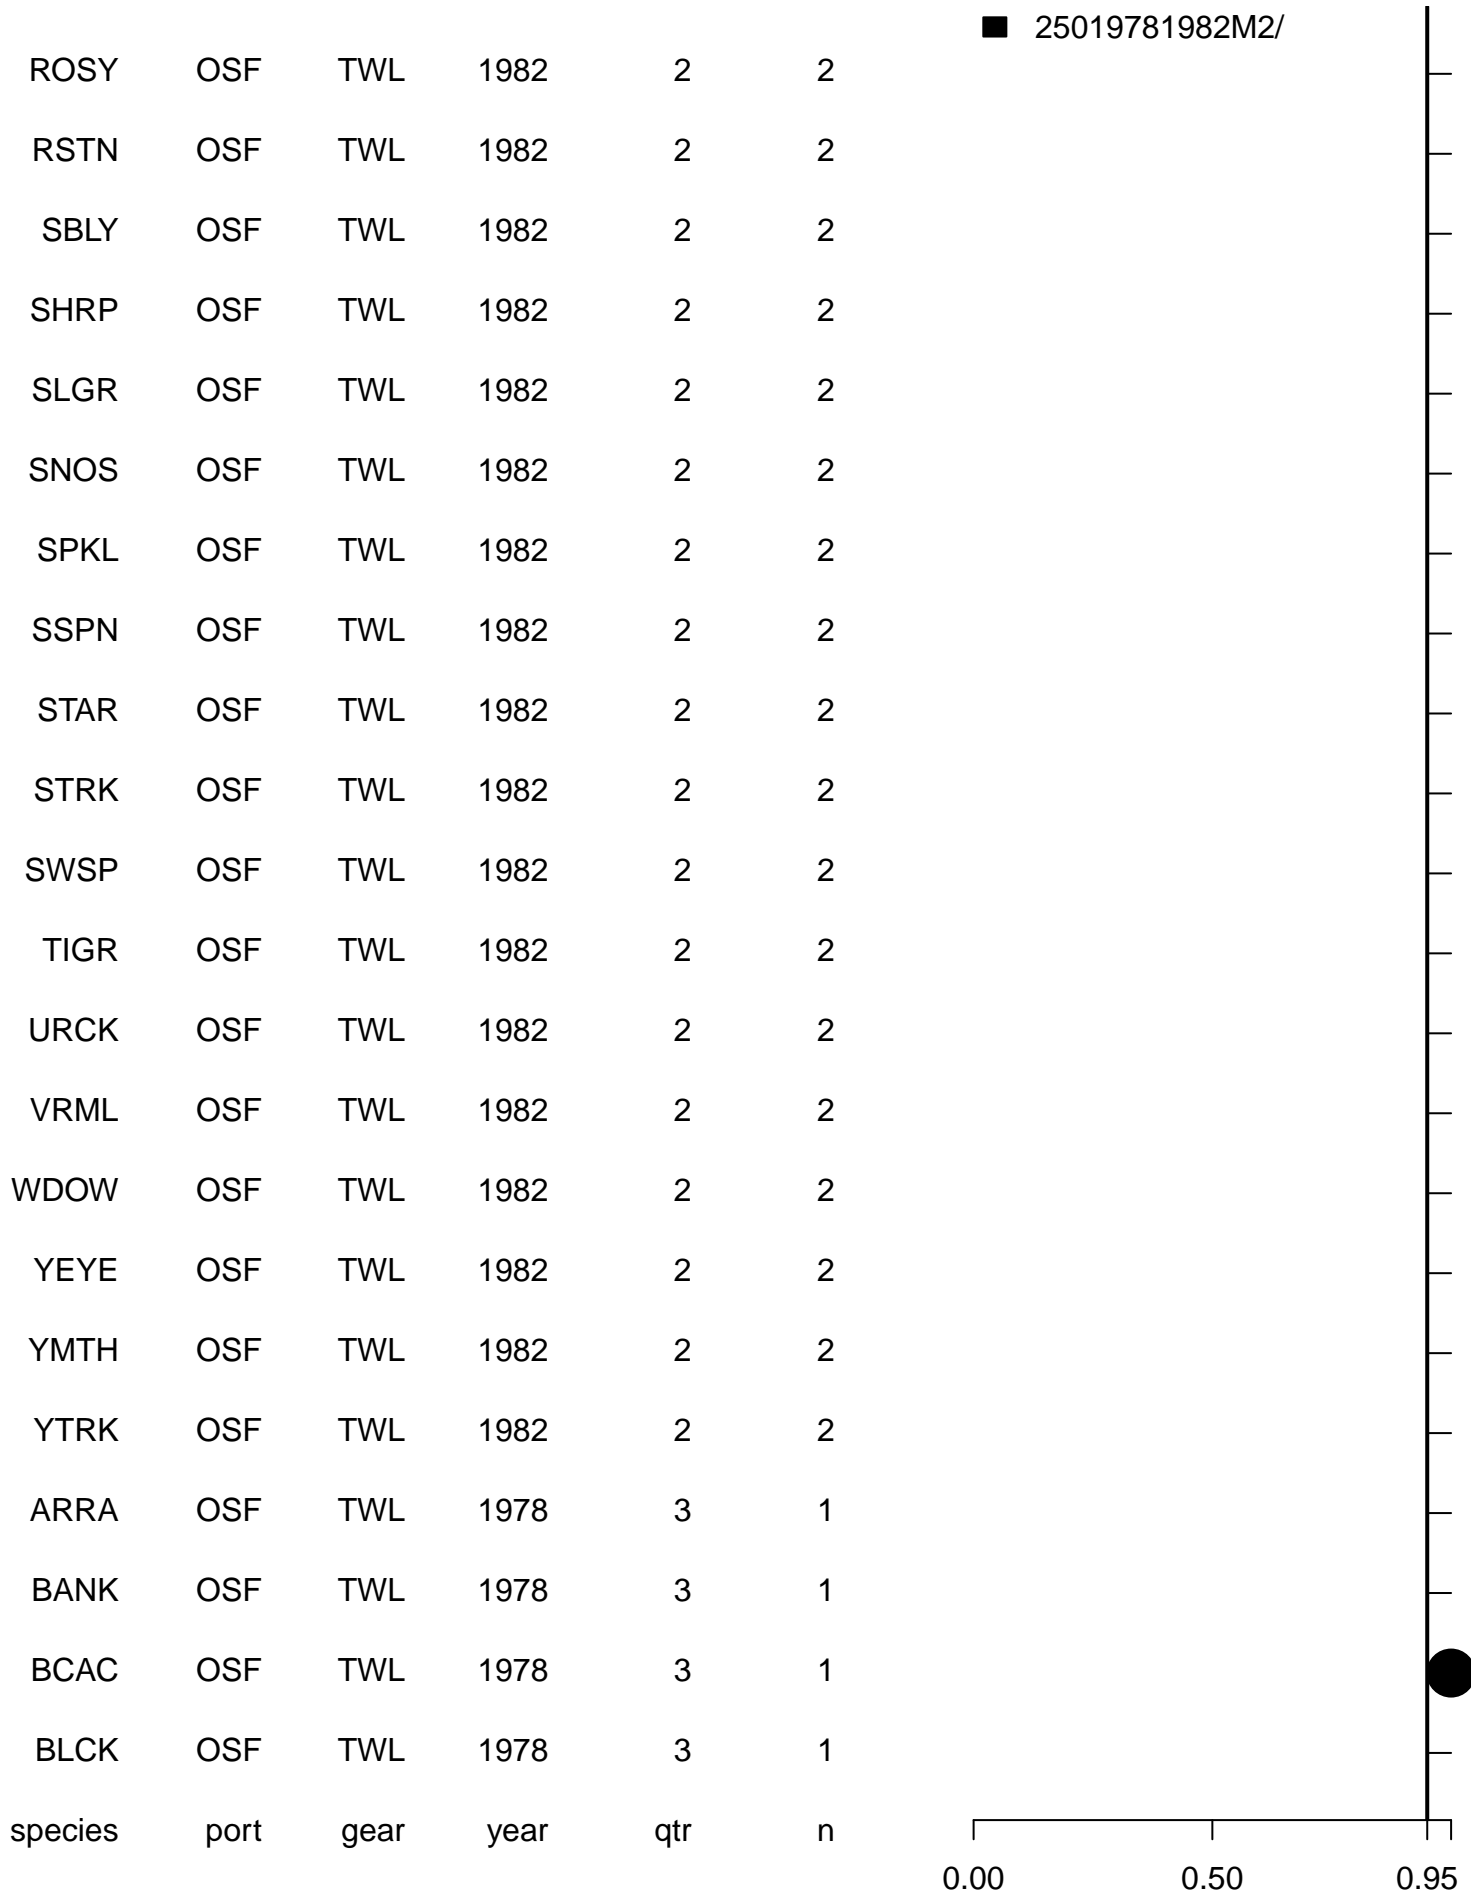 25019781982M2/
ROSY OSF TWL 1982 2 2
RSTN OSF TWL 1982 2 2
SBLY OSF TWL 1982 2 2
SHRP OSF TWL 1982 2 2
SLGR OSF TWL 1982 2 2
SNOS OSF TWL 1982 2 2
SPKL OSF TWL 1982 2 2
SSPN OSF TWL 1982 2 2
STAR OSF TWL 1982 2 2
STRK OSF TWL 1982 2 2
SWSP OSF TWL 1982 2 2
TIGR OSF TWL 1982 2 2
URCK OSF TWL 1982 2 2
VRML OSF TWL 1982 2 2
WDOW OSF TWL 1982 2 2
YEYE OSF TWL 1982 2 2
YMTH OSF TWL 1982 2 2
YTRK OSF TWL 1982 2 2
ARRA OSF TWL 1978 3 1
BANK OSF TWL 1978 3 1
BCAC OSF TWL 1978 3 1
BLCK OSF TWL 1978 3 1
species port gear year qtr n
0.00 0.50 0.95